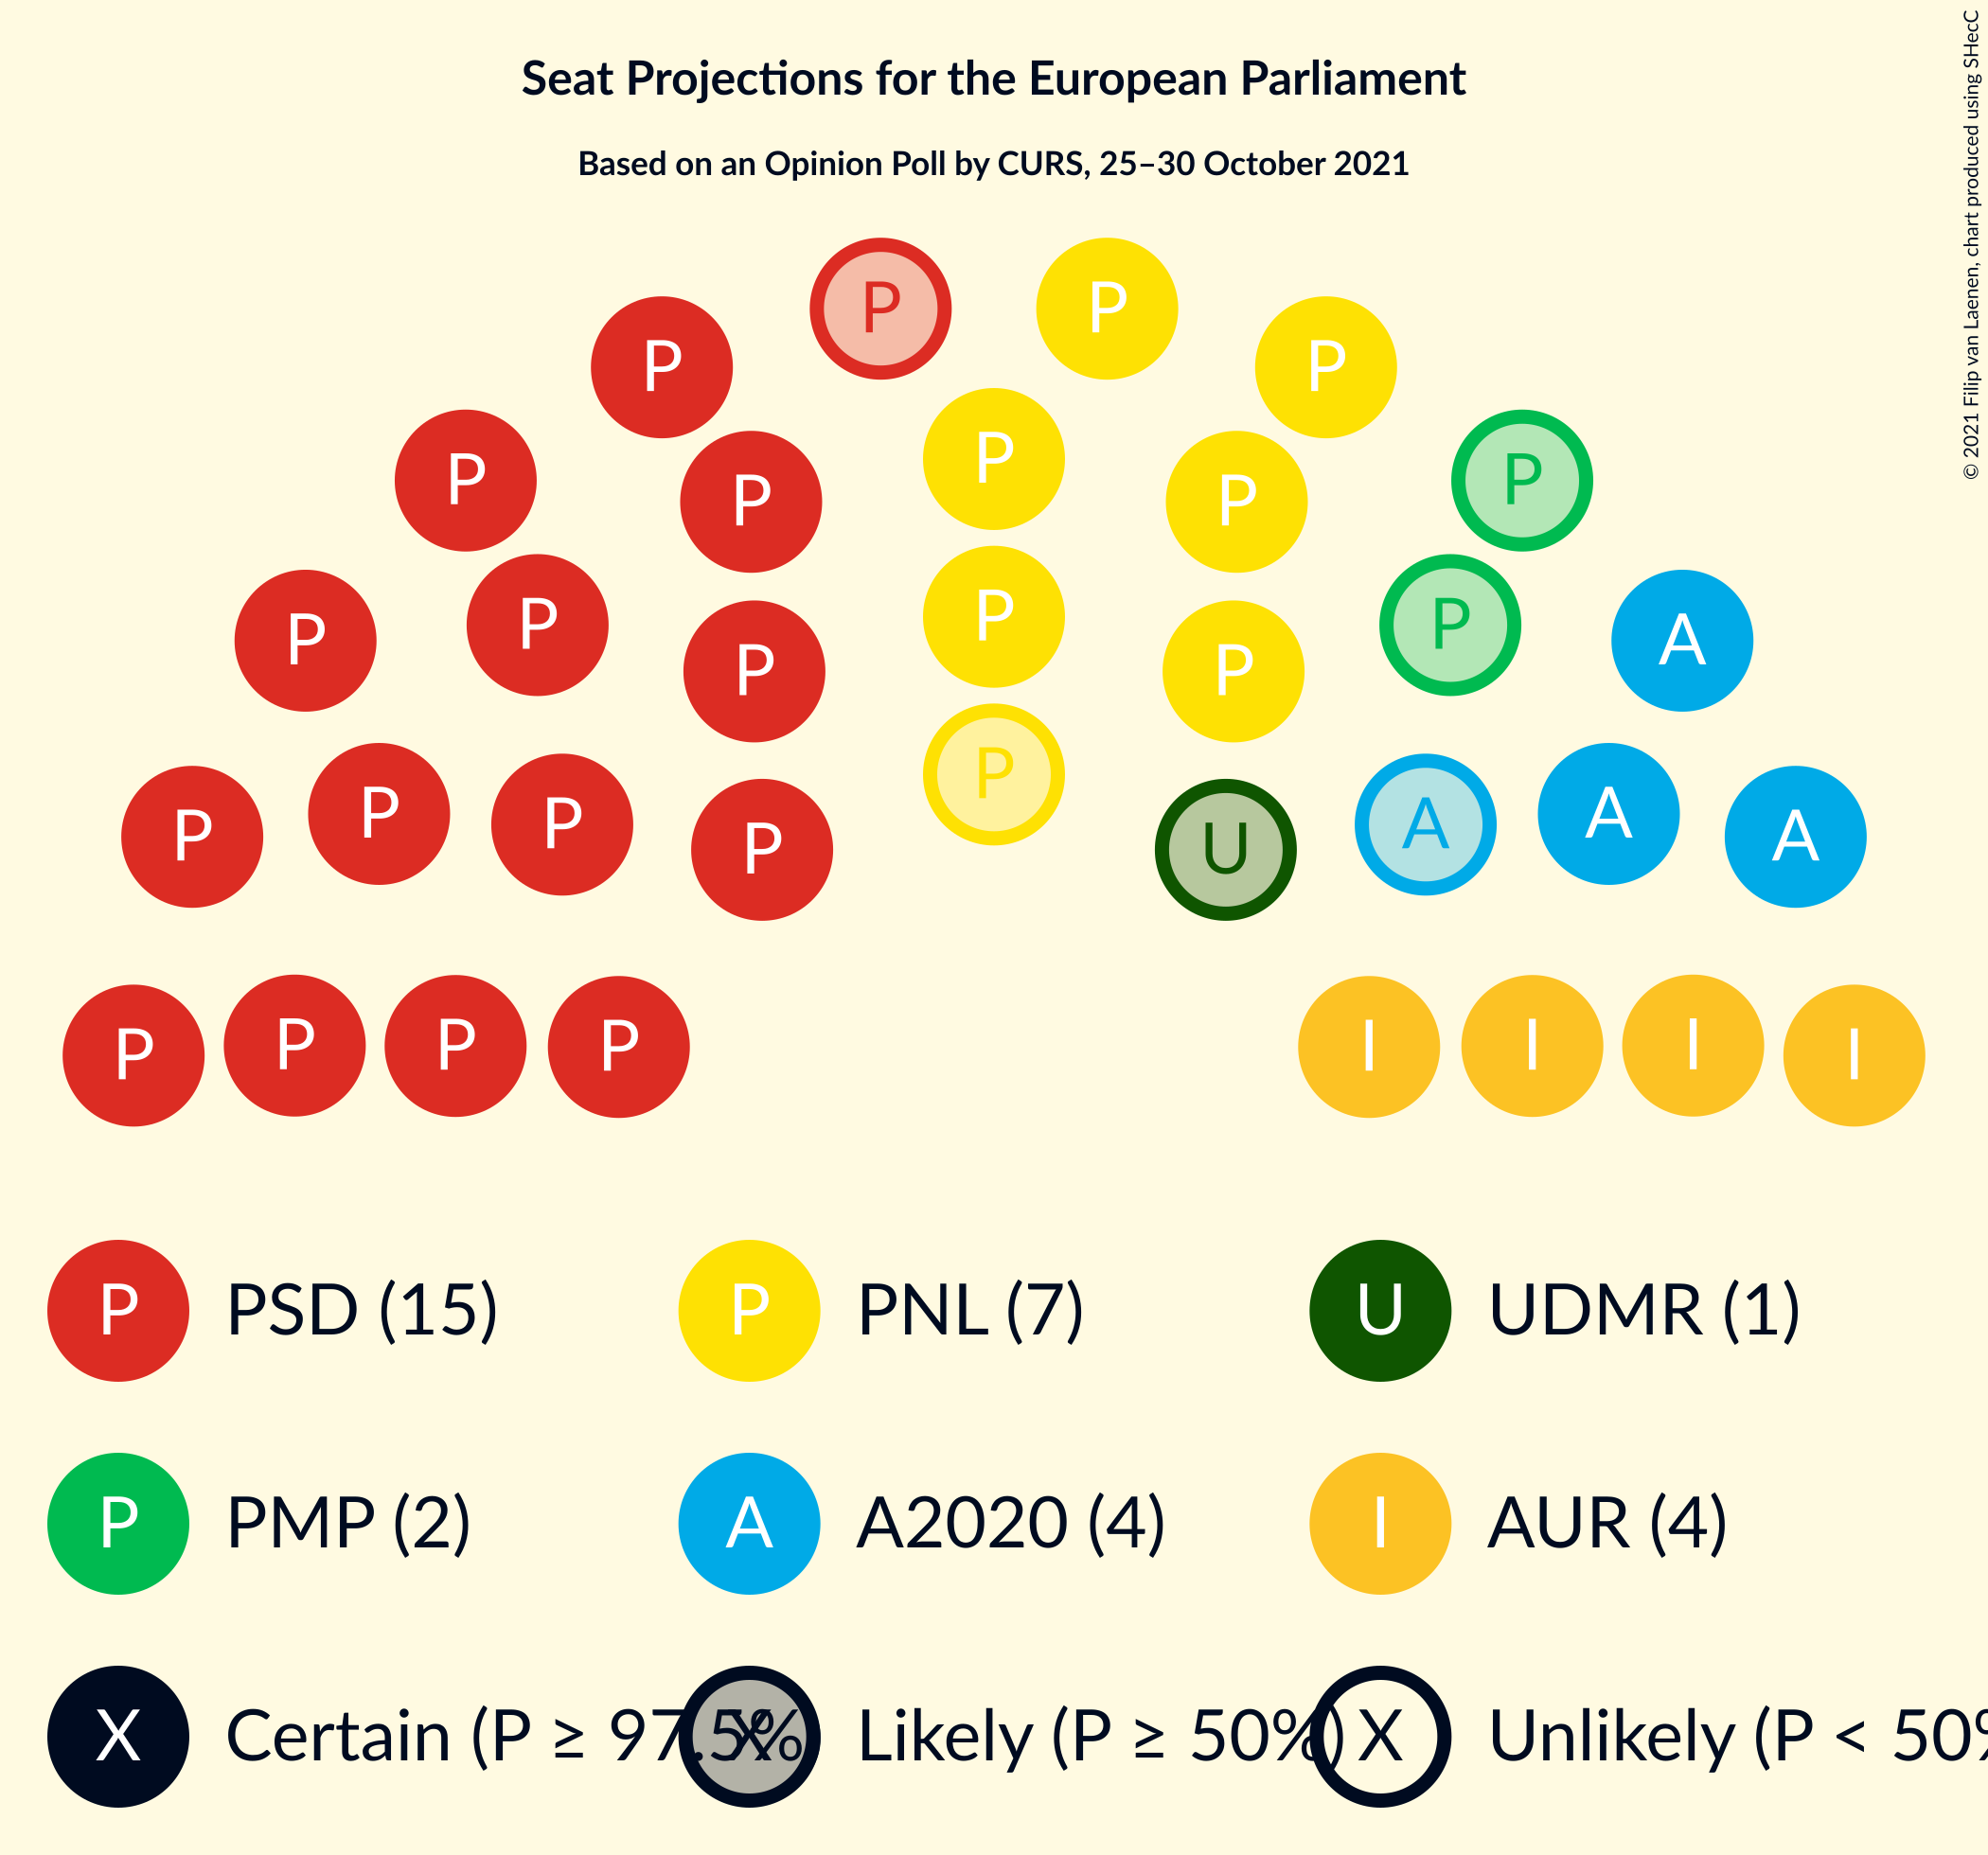 Seat Projections for the European Parliament
Based on an Opinion Poll by CURS, 25–30 October 2021
© 2021 Filip van Laenen, chart produced using SHecC
P P
P P
P P
P P P
P P
P P A
P P
P
P P P P U A A A
P P P P I I I I
P PSD (15) P PNL (7) U UDMR (1)
P PMP (2) A A2020 (4) I AUR (4)
X Certain (P ≥ 97.5% X Likely (P ≥ 50%) X Unlikely (P < 50%